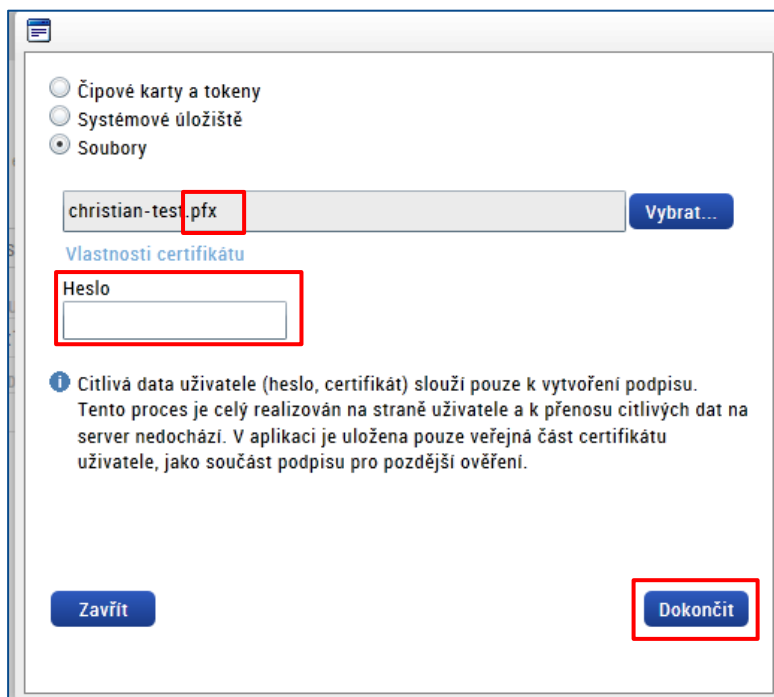 Čipové karty a tokeny
Systémové úložiště
Soubory
christian-test.pfx
Vybrat...
Vlastnosti certifikátu
Heslo
Citlivá data uživatele (heslo, certifikát) slouží pouze k vytvoření podpisu.
Tento proces je celý realizován na straně uživatele a k přenosu citlivých dat na
server nedochází. V aplikaci je uložena pouze veřejná část certifikátu
uživatele, jako součást podpisu pro pozdější ověření.
Zavřít
Dokončit